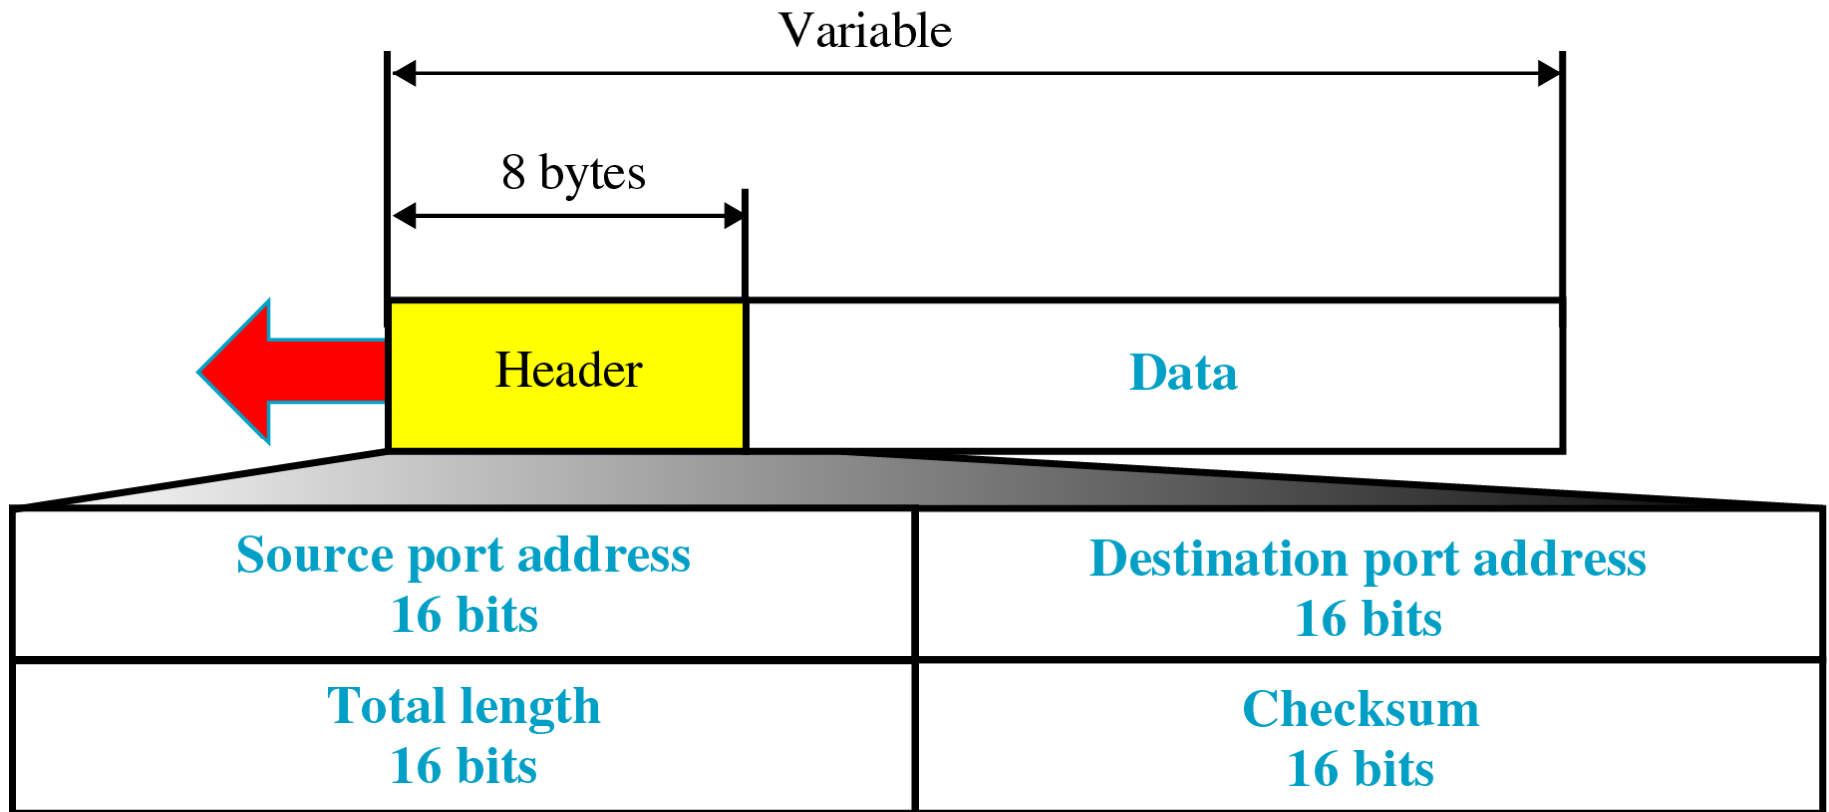 Variable
8 bytes
Header
Data
Source port address
16 bits
Destination port address
16 bits
Total length
16 bits
Checksum
16 bits